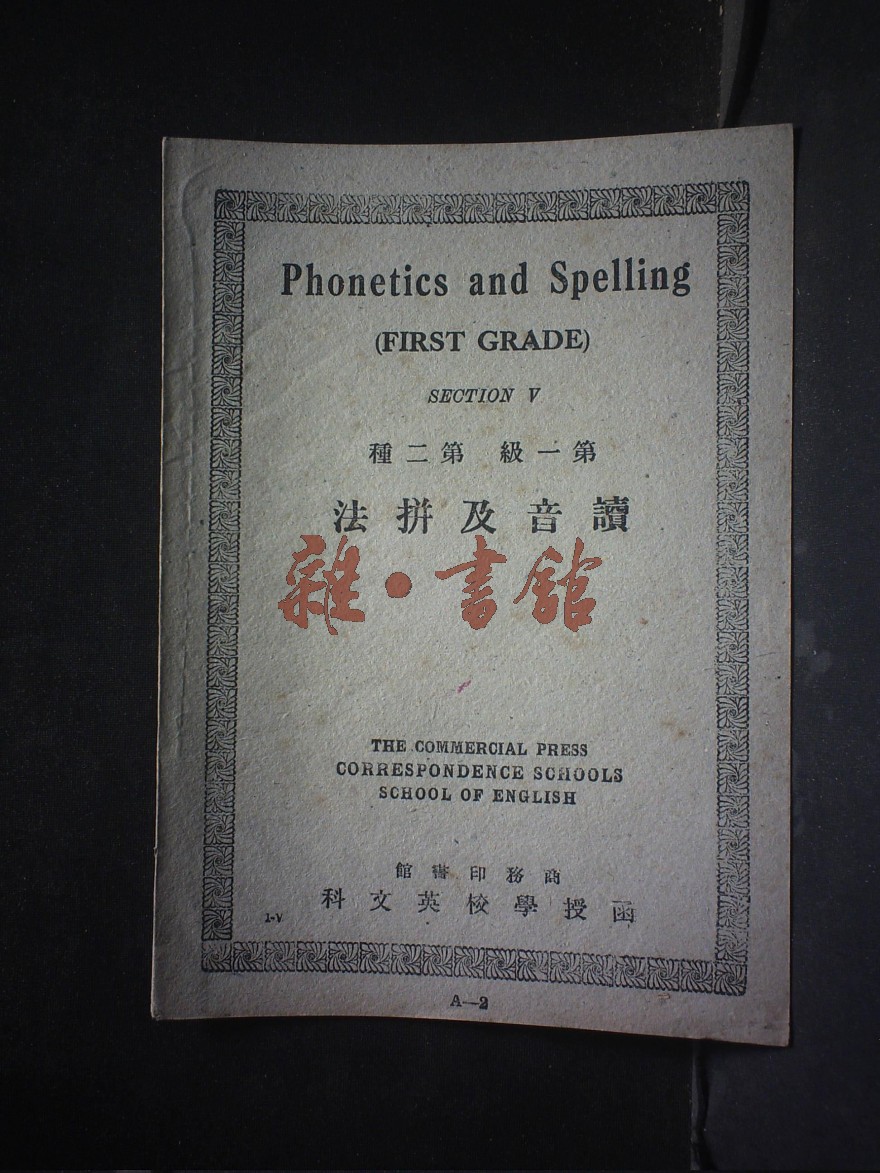 Phonetics and Spelling
(FIRST GRADE)
SECTION V
第一級 第二種
讀音及拼法
雜·書館
THE COMMERCIAL PRESS
CORRESPONDENCE SCHOOLS
SCHOOL OF ENGLISH
商務印書館
函授學校英文科
1-V
A—2